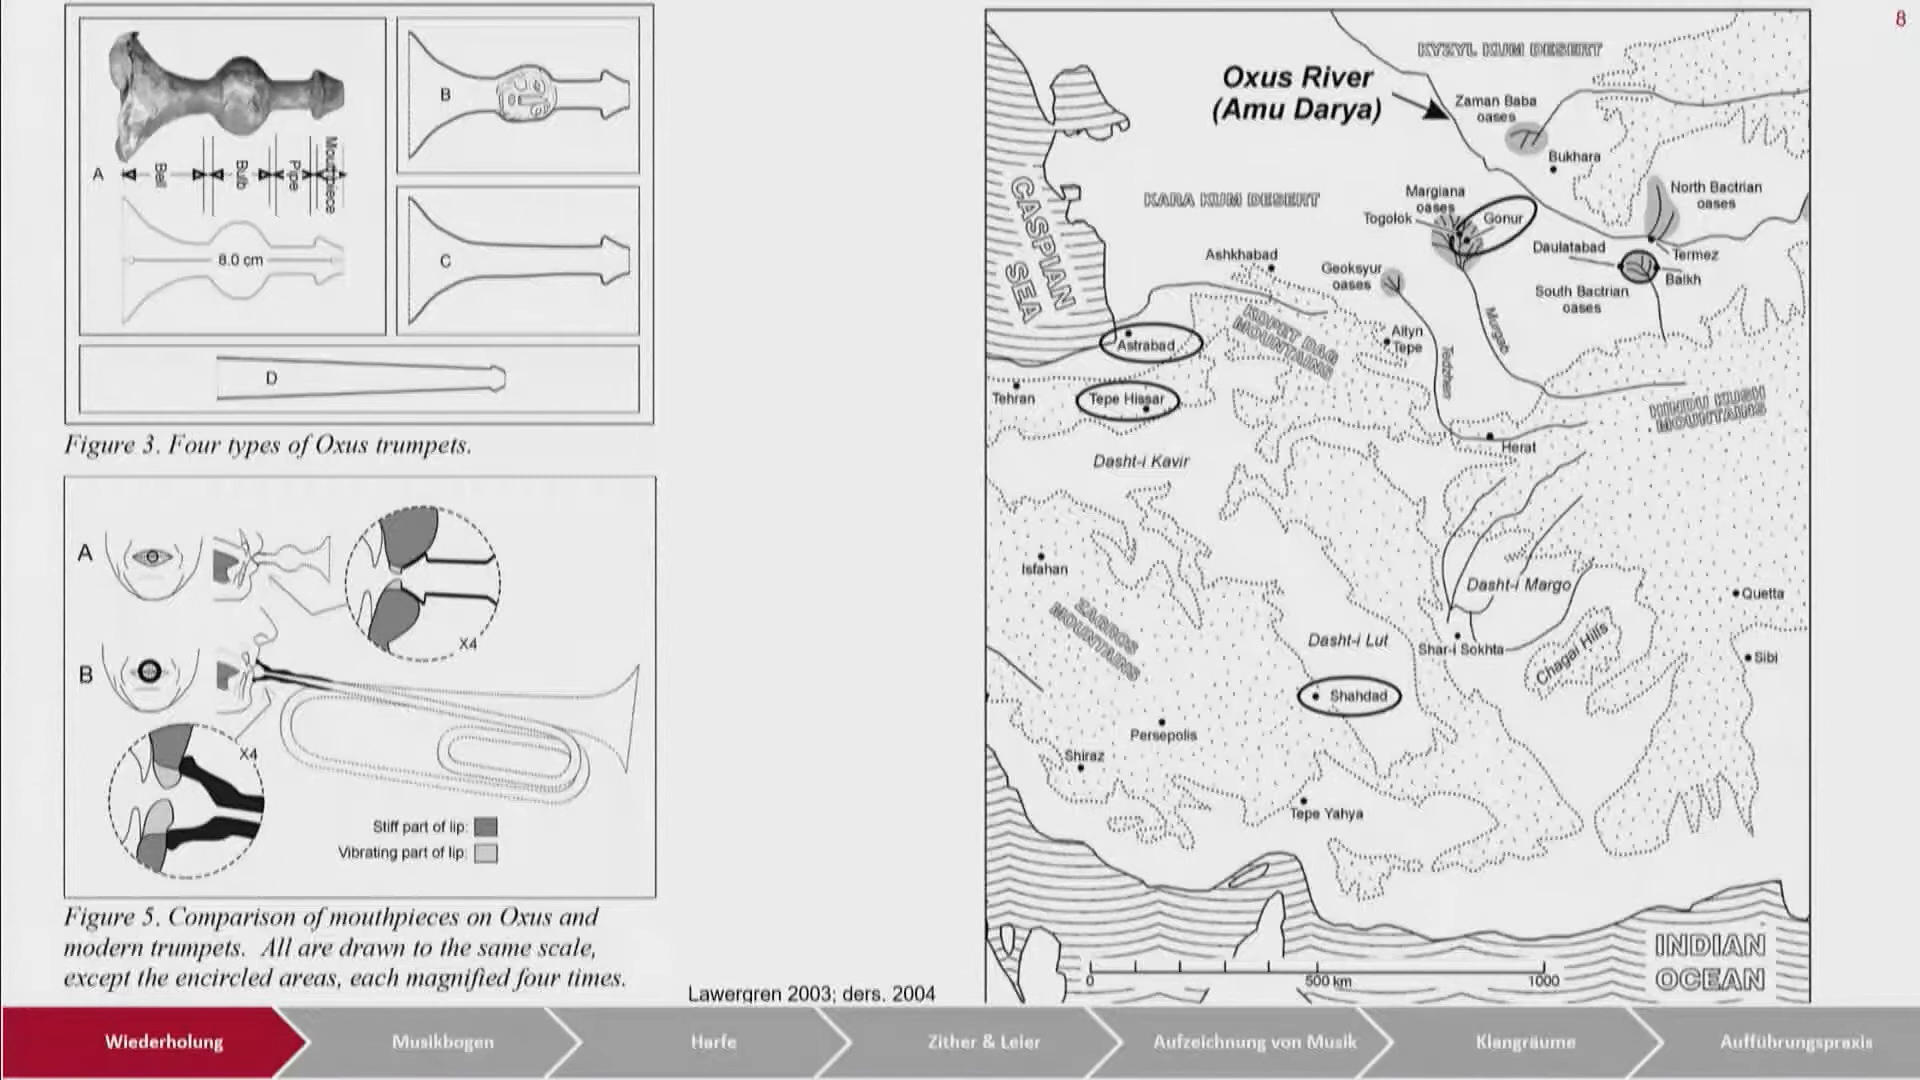 8
A
Bell
Bulb
Pipe
Mouthpiece
8.0 cm
B
C
D
Figure 3. Four types of Oxus trumpets.
A
X4
B
X4
Stiff part of lip:
Vibrating part of lip:
Figure 5. Comparison of mouthpieces on Oxus and
modern trumpets. All are drawn to the same scale,
except the encircled areas, each magnified four times.
Lawergren 2003; ders. 2004
KYZYL KUM DESERT
Oxus River
(Amu Darya)
Zaman Baba
oases
Bukhara
North Bactrian
oases
KARA KUM DESERT
Margiana
oases
Togolok
Gonur
CASPIAN
SEA
Ashkhabad
Geoksyur
oases
Daulatabad
Termez
Balkh
South Bactrian
oases
KOPET DAG
MOUNTAINS
Altyn
Tepe
Murgab
Tedzhen
Astrabad
Tehran
Tepe Hissar
HINDU KUSH
MOUNTAINS
Herat
Dasht-i Kavir
Isfahan
Dasht-i Margo
Quetta
ZAGROS
MOUNTAINS
Dasht-i Lut
Shar-i Sokhta
Chagai Hills
Sibi
Shahdad
Persepolis
Shiraz
Tepe Yahya
INDIAN
OCEAN
0
500 km
1000
Wiederholung
Musikbogen
Harfe
Zither & Leier
Aufzeichnung von Musik
Klangräume
Aufführungspraxis